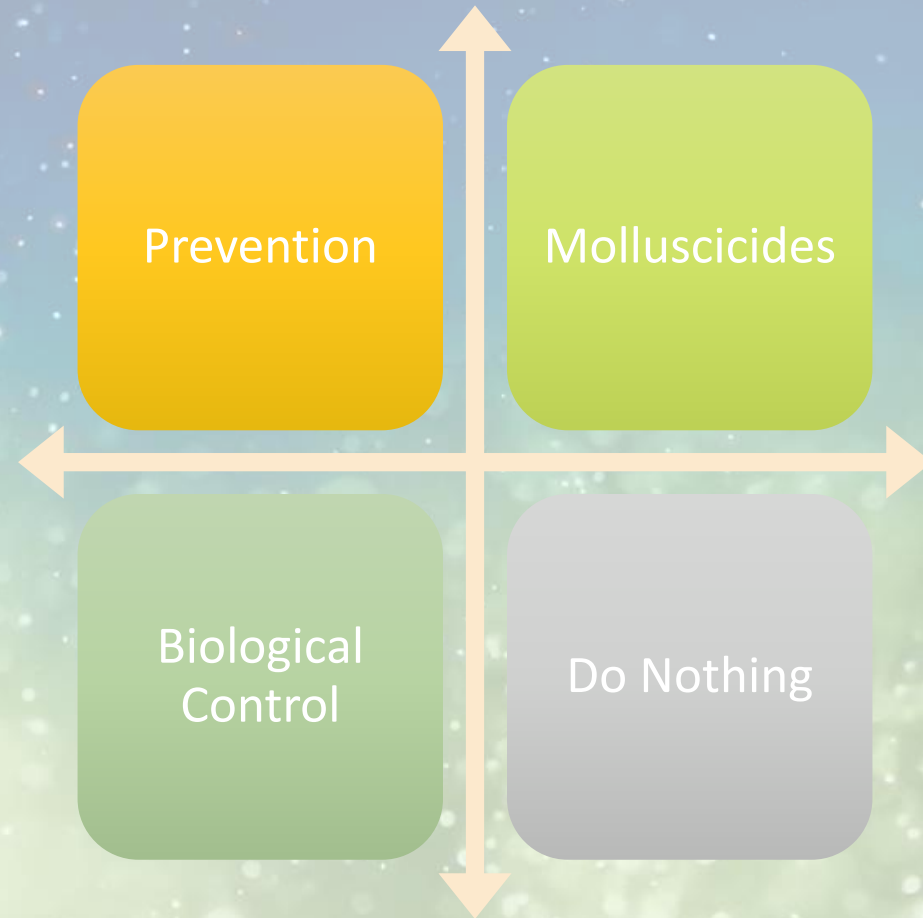 Prevention
Molluscicides
Biological
Control
Do Nothing